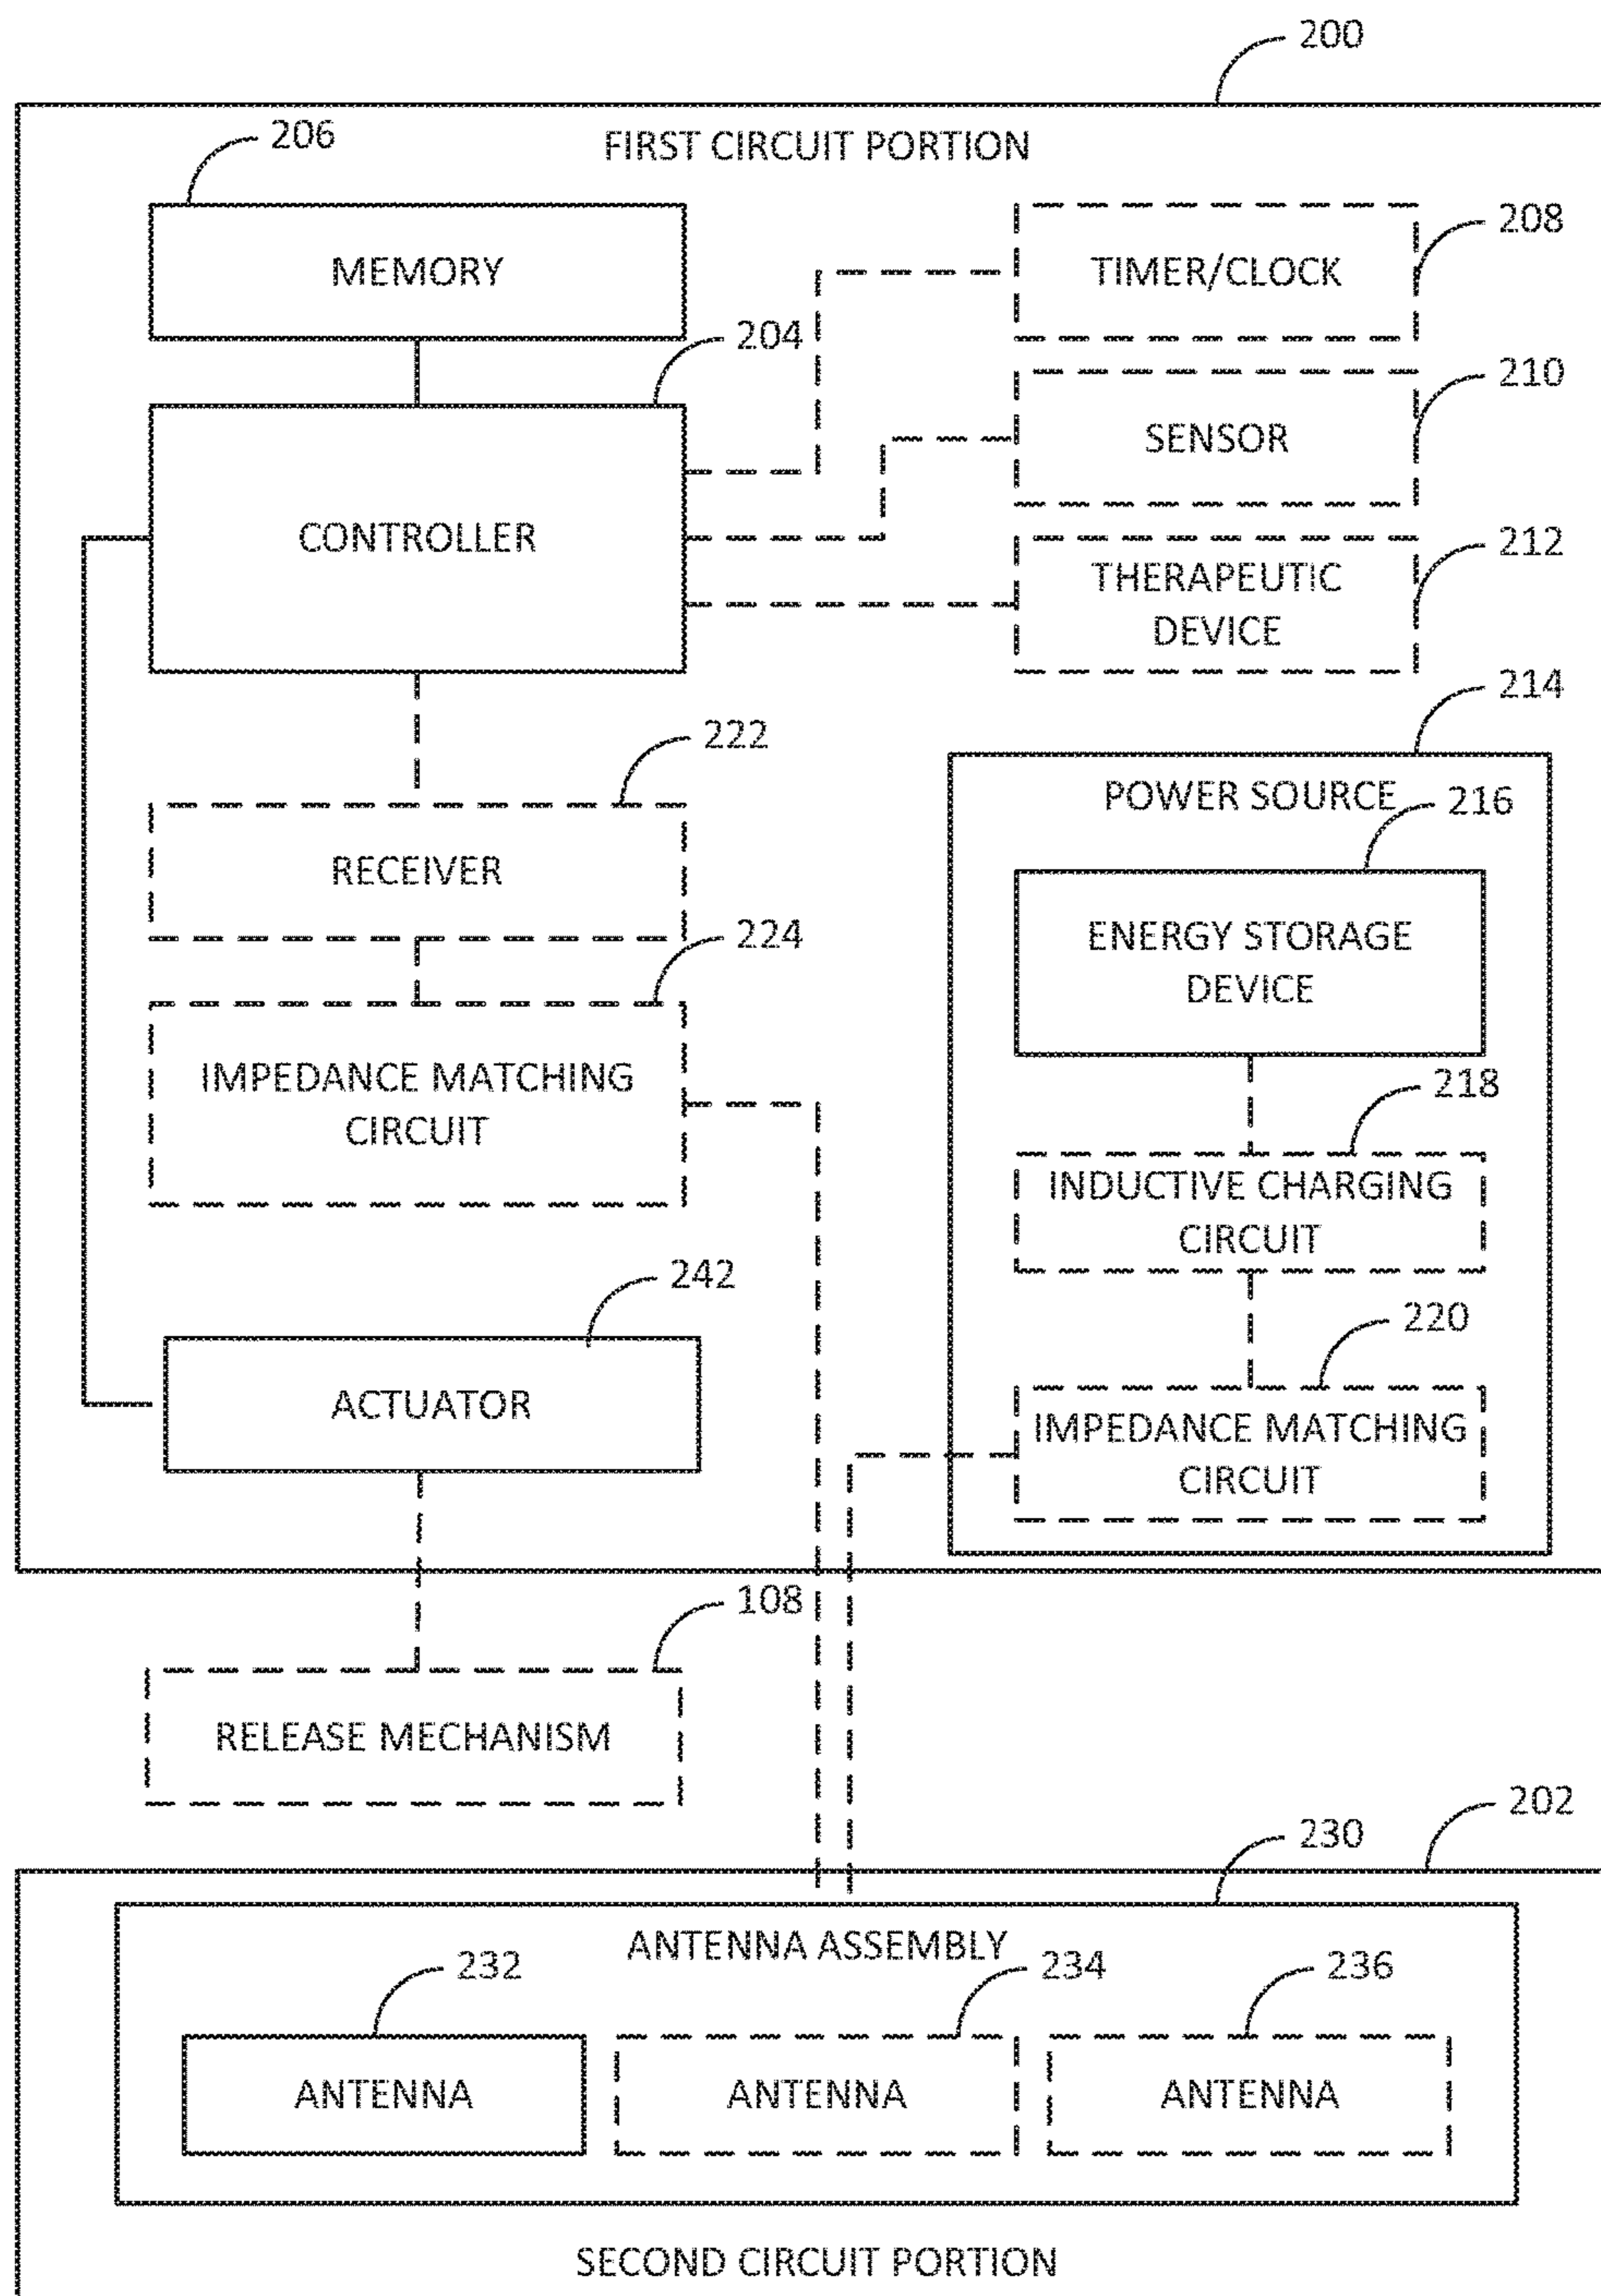 200
FIRST CIRCUIT PORTION
206
MEMORY
208
TIMER/CLOCK
204
CONTROLLER
210
SENSOR
212
THERAPEUTIC
DEVICE
214
POWER SOURCE
216
ENERGY STORAGE
DEVICE
222
RECEIVER
224
IMPEDANCE MATCHING
CIRCUIT
218
INDUCTIVE CHARGING
CIRCUIT
220
IMPEDANCE MATCHING
CIRCUIT
242
ACTUATOR
108
RELEASE MECHANISM
202
230
ANTENNA ASSEMBLY
232
ANTENNA
234
ANTENNA
236
ANTENNA
SECOND CIRCUIT PORTION